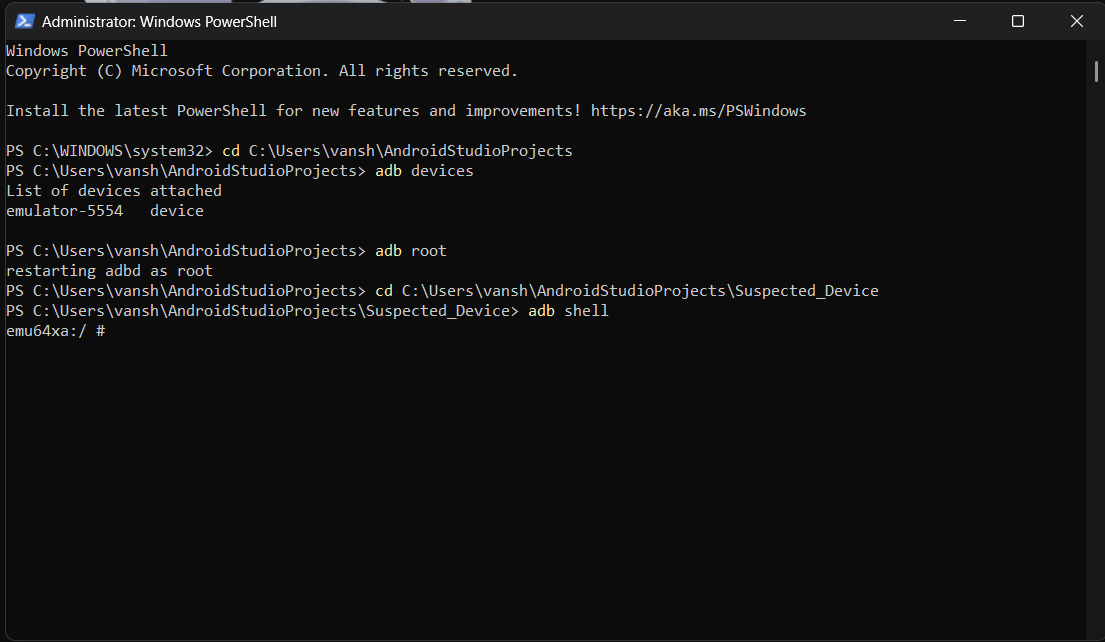 Administrator: Windows PowerShell
Windows PowerShell
Copyright (C) Microsoft Corporation. All rights reserved.
Install the latest PowerShell for new features and improvements! https://aka.ms/PSWindows
PS C:\WINDOWS\system32> cd C:\Users\vansh\AndroidStudioProjects
PS C:\Users\vansh\AndroidStudioProjects> adb devices
List of devices attached
emulator-5554   device
PS C:\Users\vansh\AndroidStudioProjects> adb root
restarting adbd as root
PS C:\Users\vansh\AndroidStudioProjects> cd C:\Users\vansh\AndroidStudioProjects\Suspected_Device
PS C:\Users\vansh\AndroidStudioProjects\Suspected_Device> adb shell
emu64xa:/ #